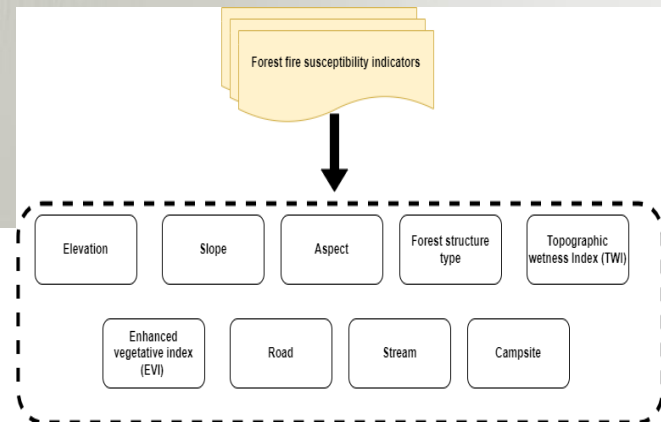 Forest fire susceptibility indicators
Elevation
Slope
Aspect
Forest structure
type
Topographic
wetness Index (TWI)
Enhanced
vegetative index
(EVI)
Road
Stream
Campsite